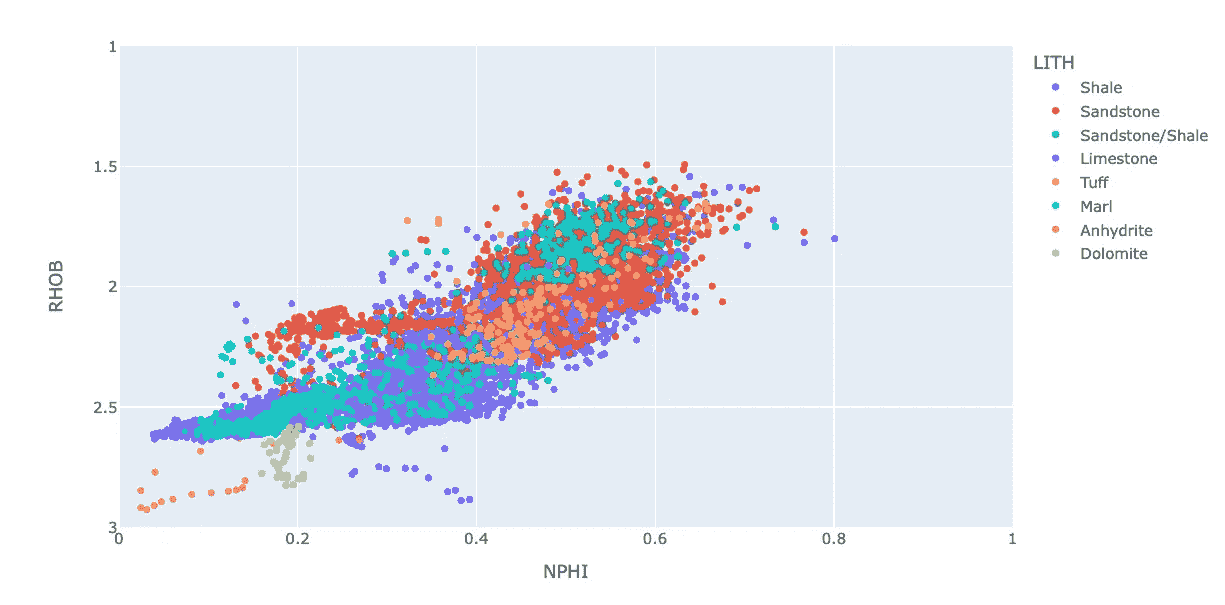 1
1.5
2
2.5
3
RHOB
0
0.2
0.4
0.6
0.8
1
NPHI
LITH
Shale
Sandstone
Sandstone/Shale
Limestone
Tuff
Marl
Anhydrite
Dolomite